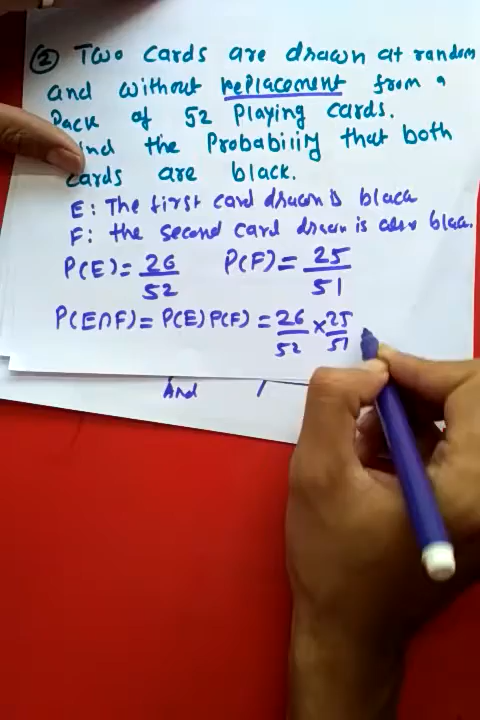 ② Two cards are drawn at random
and without replacement from a
Pack of 52 Playing cards.
ind the Probability that both
cards are black.
E: The first card drawn is black
F: the second card drawn is also black.
P(E) = 26/52 P(F) = 25/51
P(E∩F) = P(E) P(F) = 26/52 × 25/51
And